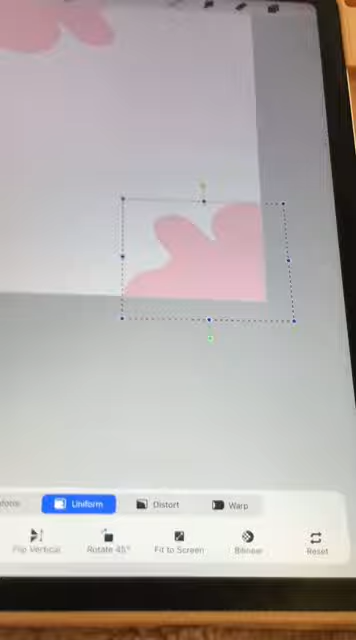 Uniform Distort Warp
Flip Vertical Rotate 45° Fit to Screen Bilinear Reset